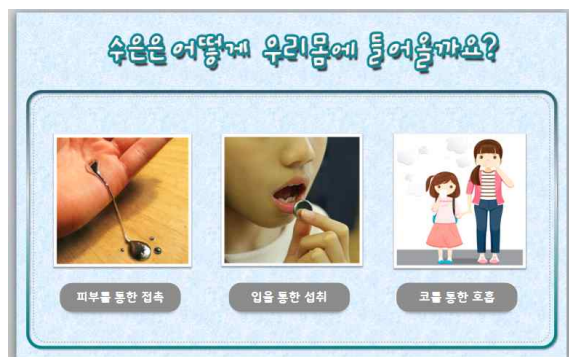 수은은 어떻게 우리몸에 들어올까요?
피부를 통한 접촉
입을 통한 섭취
코를 통한 호흡